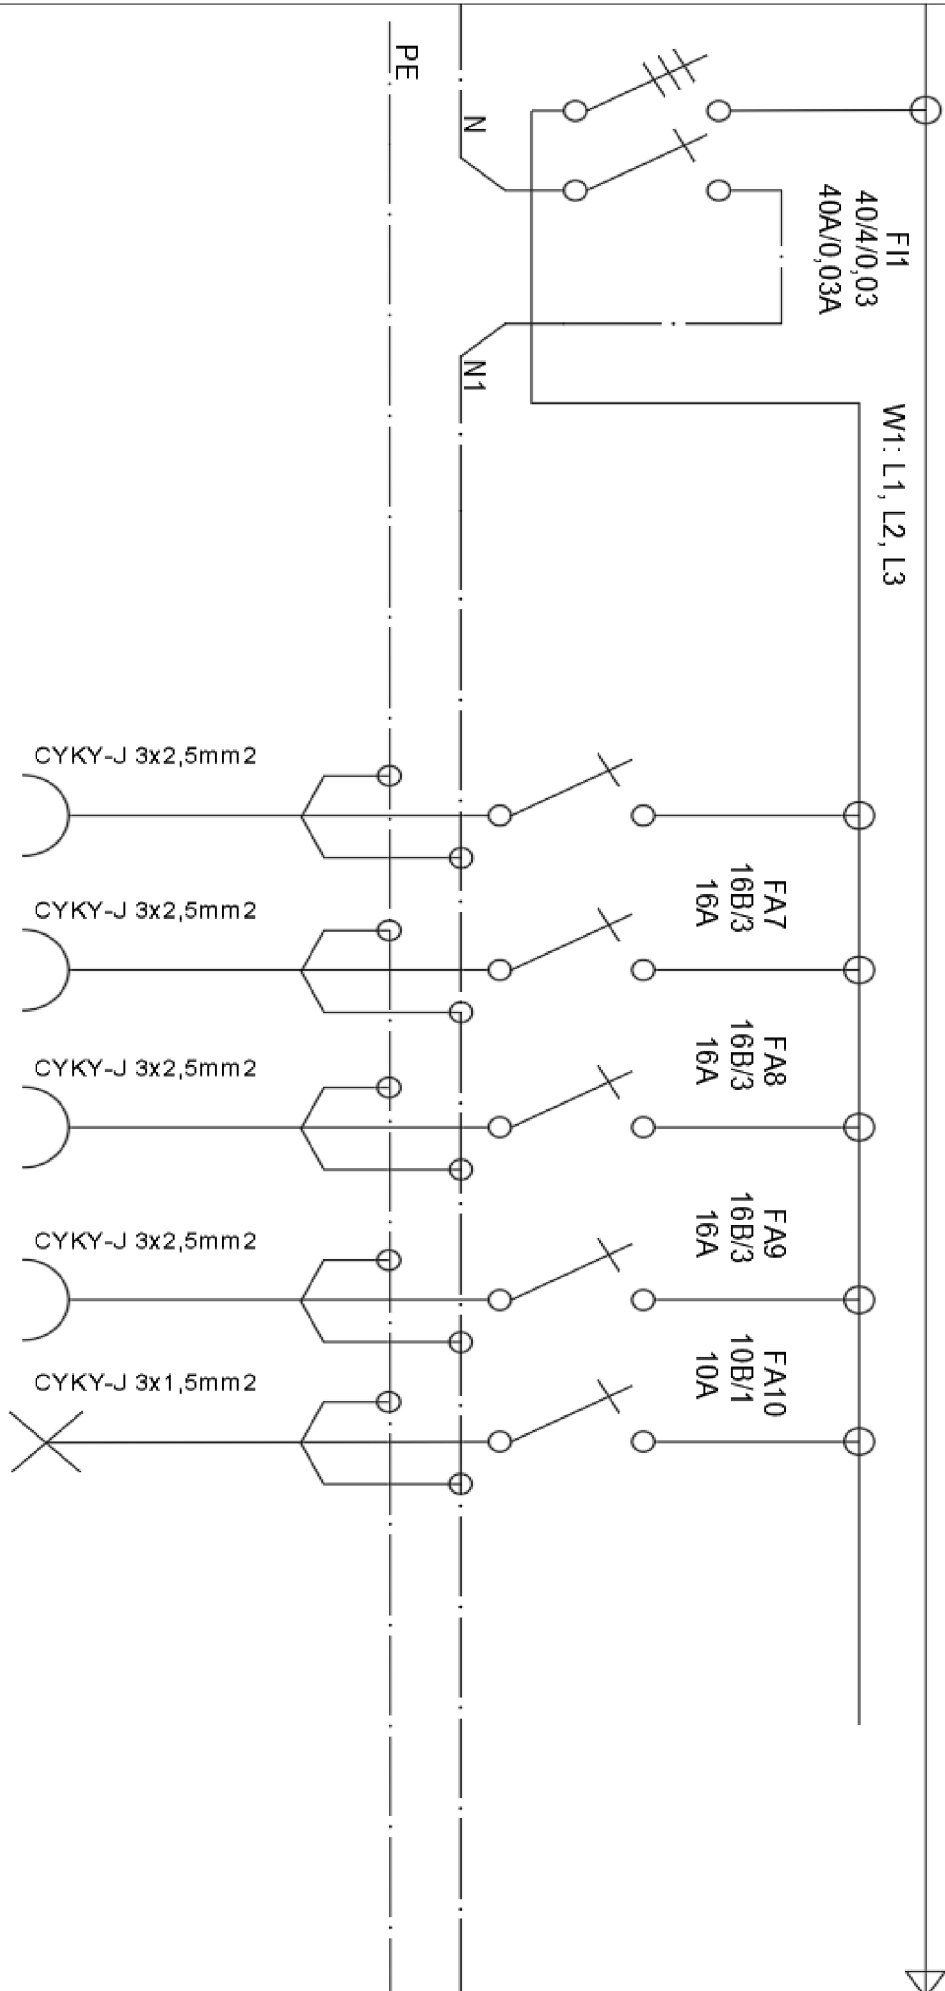 PE
N
FI1
40/4/0,03
40A/0,03A
N1
W1: L1, L2, L3
CYKY-J 3x2,5mm2
FA7
16B/3
16A
CYKY-J 3x2,5mm2
FA8
16B/3
16A
CYKY-J 3x2,5mm2
FA9
16B/3
16A
CYKY-J 3x2,5mm2
FA10
10B/1
10A
CYKY-J 3x1,5mm2